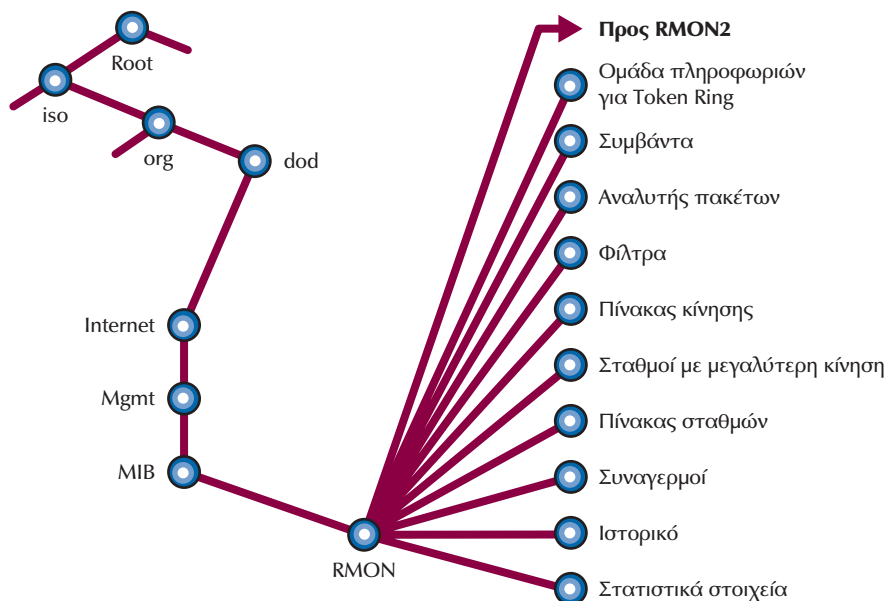 Root
iso
org
dod
Internet
Mgmt
MIB
RMON
Προς RMON2
Ομάδα πληροφωριών
για Token Ring
Συμβάντα
Αναλυτής πακέτων
Φίλτρα
Πίνακας κίνησης
Σταθμοί με μεγαλύτερη κίνηση
Πίνακας σταθμών
Συναγερμοί
Ιστορικό
Στατιστικά στοιχεία